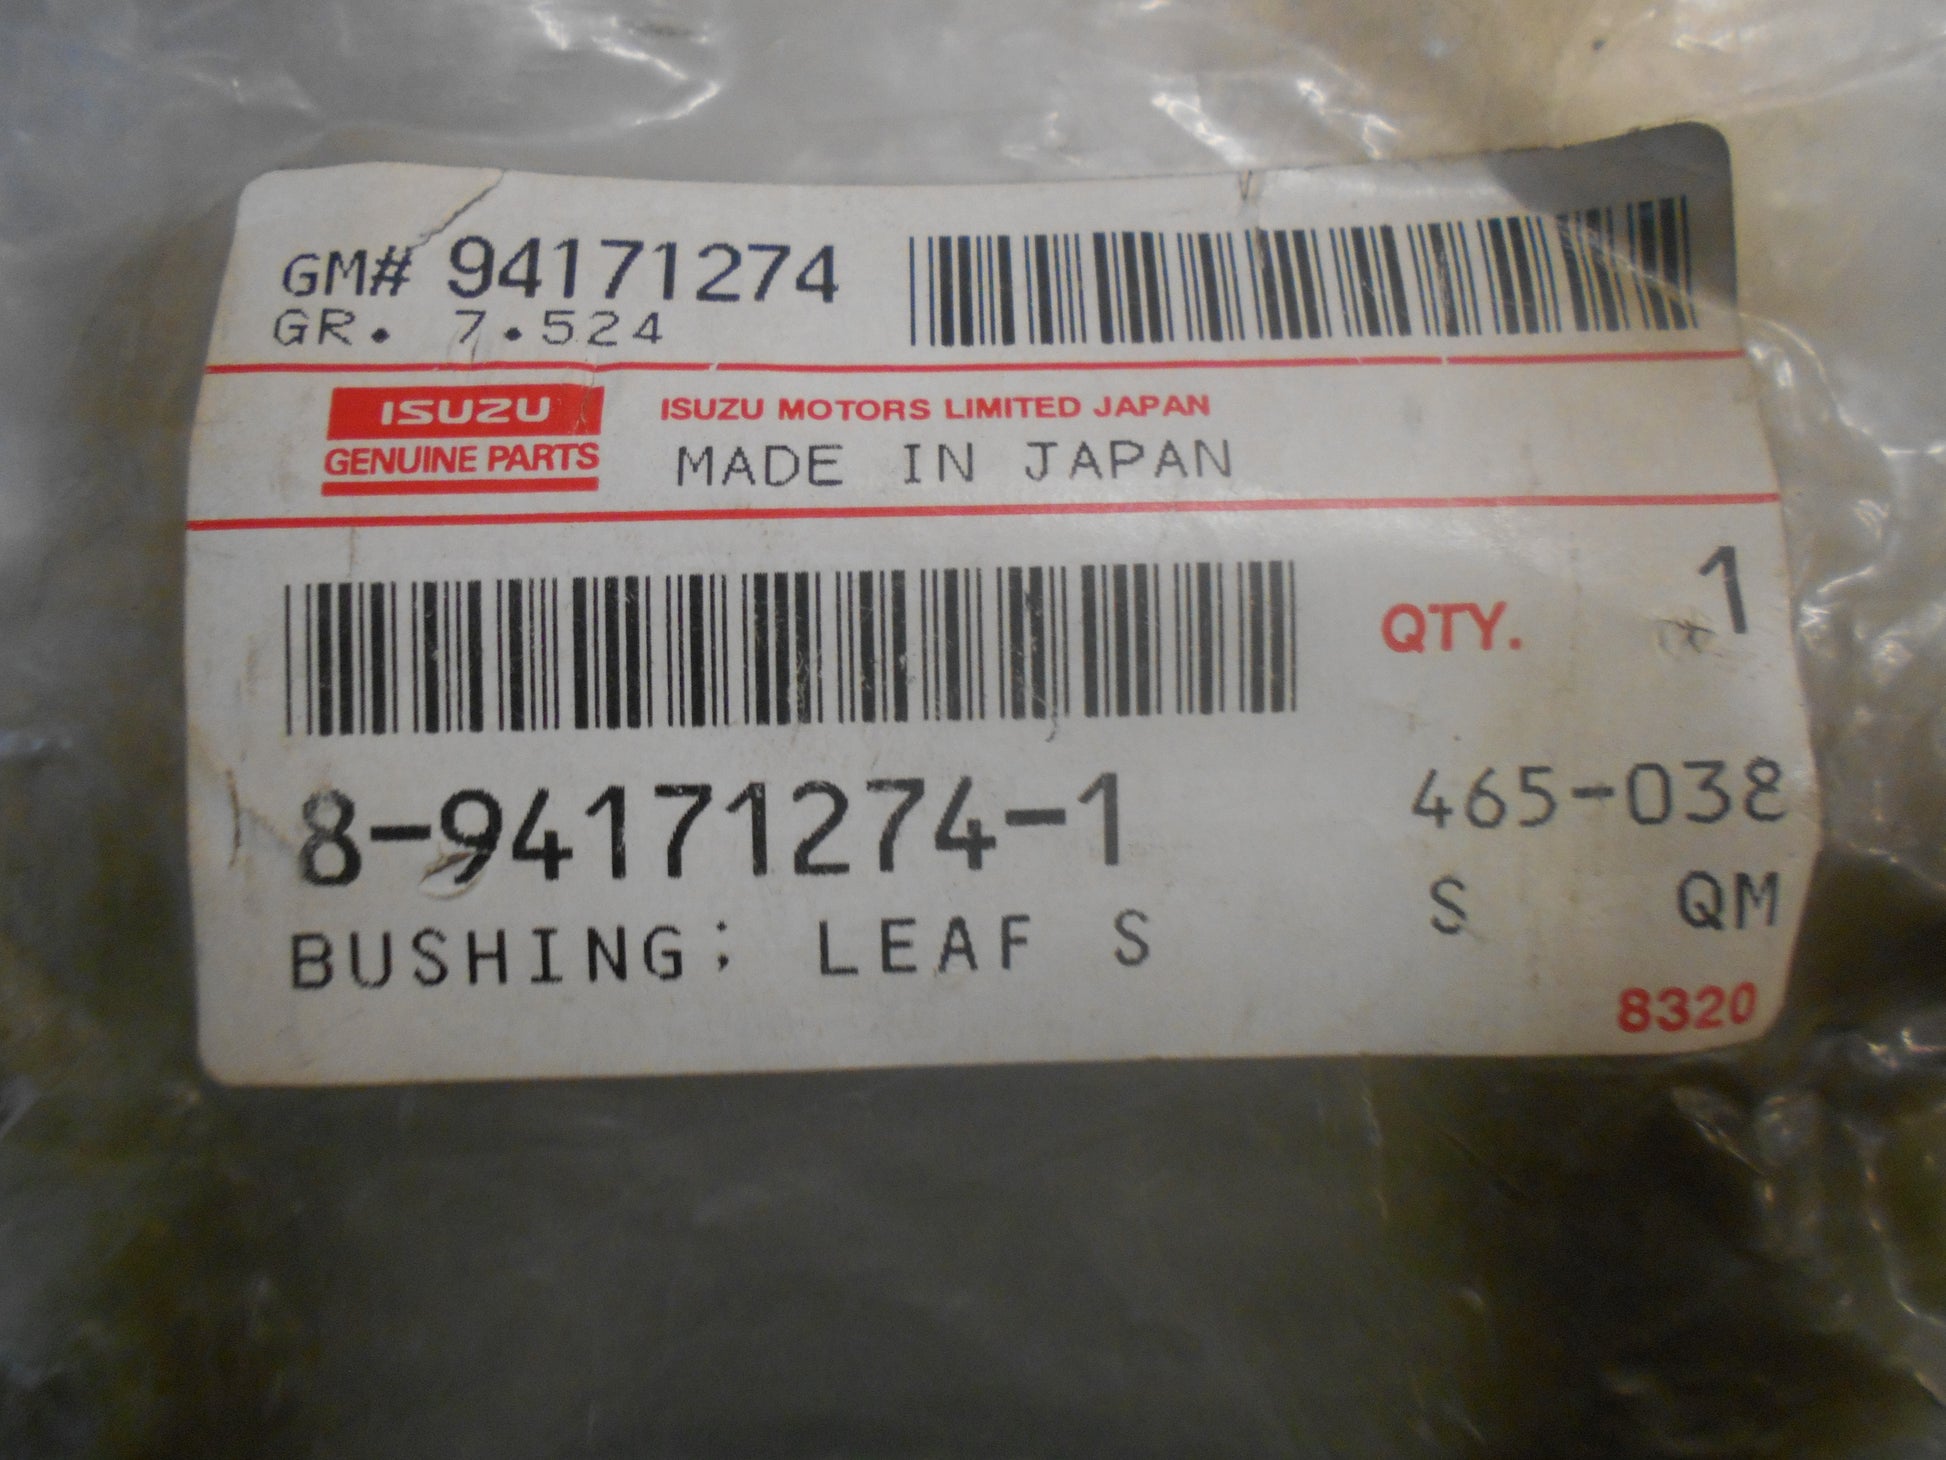 GM# 94171274
GR. 7.524
ISUZU
GENUINE PARTS
ISUZU MOTORS LIMITED JAPAN
MADE IN JAPAN
QTY. 1
8-94171274-1
465-038
BUSHING; LEAF S
S QM
8320